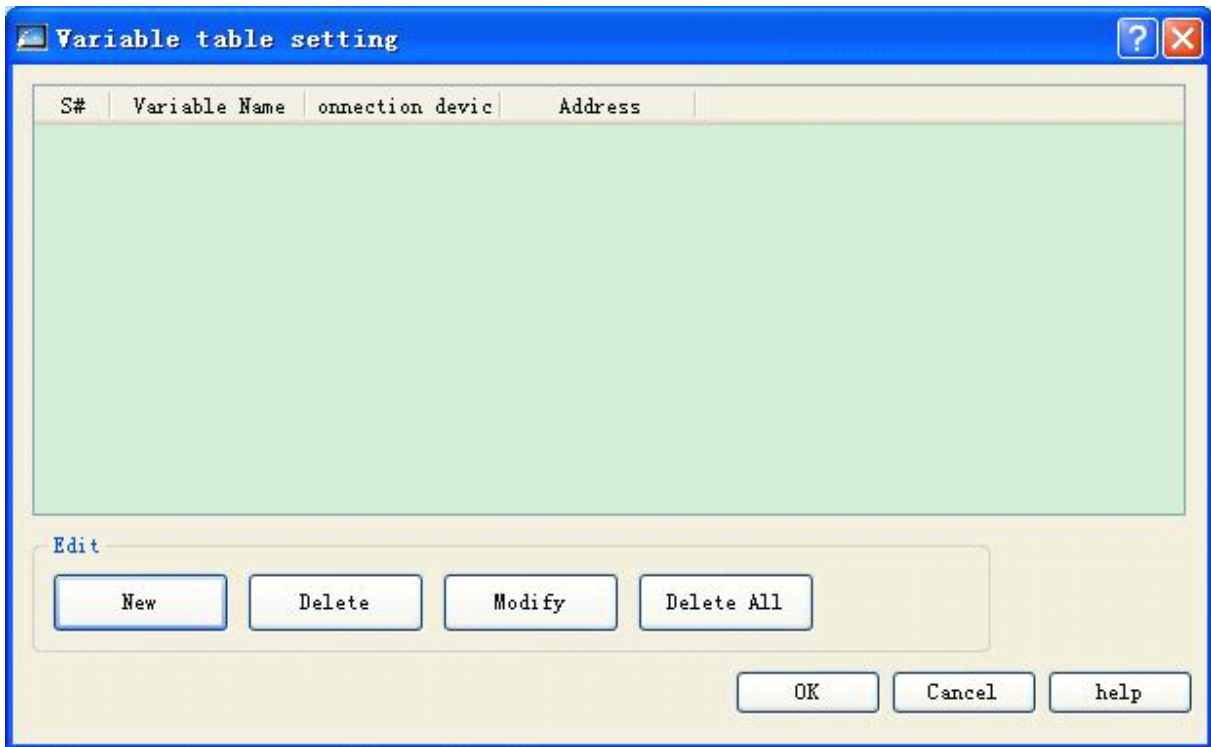 Variable table setting
S# Variable Name onnection devic Address
Edit
New Delete Modify Delete All
OK Cancel help